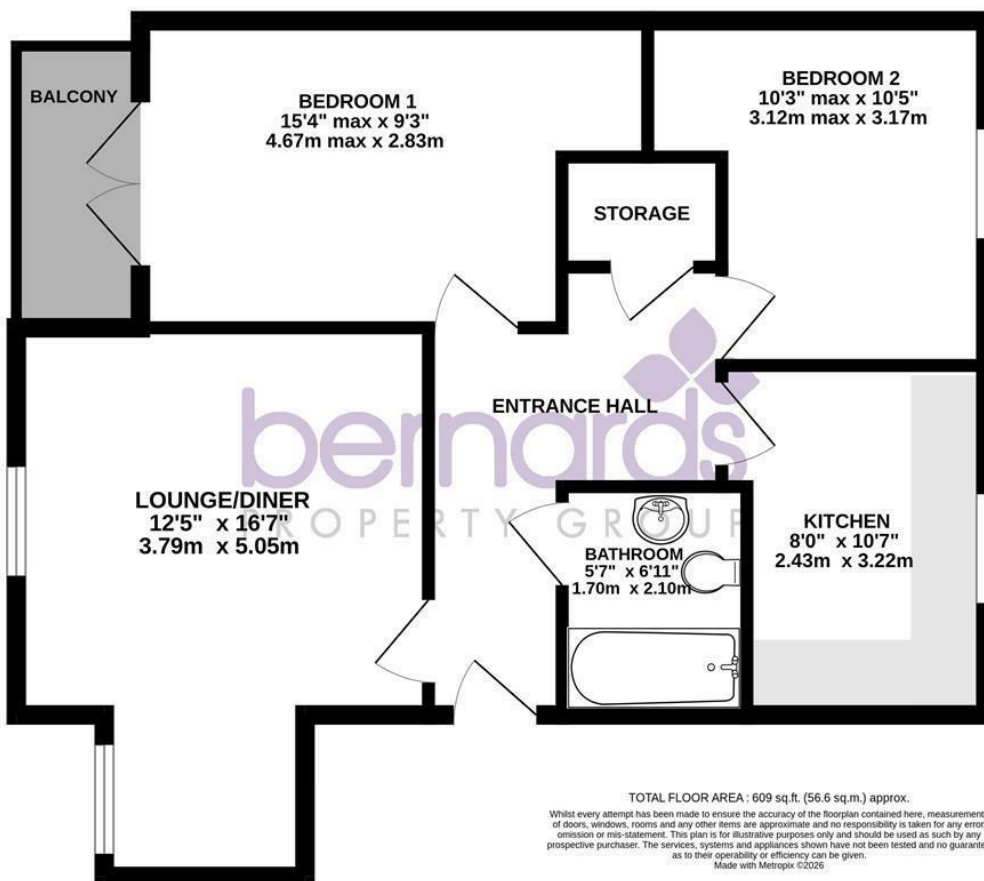 BALCONY
BEDROOM 1
15'4" max x 9'3"
4.67m max x 2.83m
BEDROOM 2
10'3" max x 10'5"
3.12m max x 3.17m
STORAGE
ENTRANCE HALL
bernards
PROPERTY GROUP
LOUNGE/DINER
12'5" x 16'7"
3.79m x 5.05m
BATHROOM
5'7" x 6'11"
1.70m x 2.10m
KITCHEN
8'0" x 10'7"
2.43m x 3.22m
TOTAL FLOOR AREA : 609 sq.ft. (56.6 sq.m.) approx.
Whilst every attempt has been made to ensure the accuracy of the floorplan contained here, measurement
of doors, windows, rooms and any other items are approximate and no responsibility is taken for any error
omission or mis-statement. This plan is for illustrative purposes only and should be used as such by any
prospective purchaser. The services, systems and appliances shown have not been tested and no guarante
as to their operability or efficiency can be given.
Made with Metropix ©2026